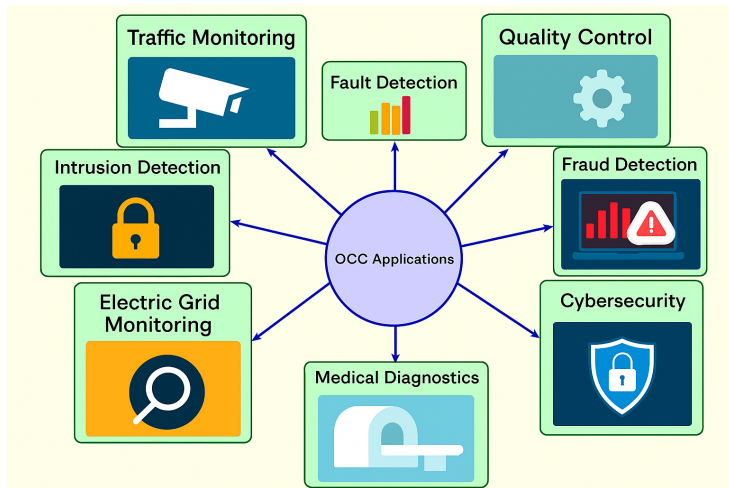 Traffic Monitoring
Fault Detection
Quality Control
Intrusion Detection
Fraud Detection
OCC Applications
Electric Grid
Monitoring
Cybersecurity
Medical Diagnostics